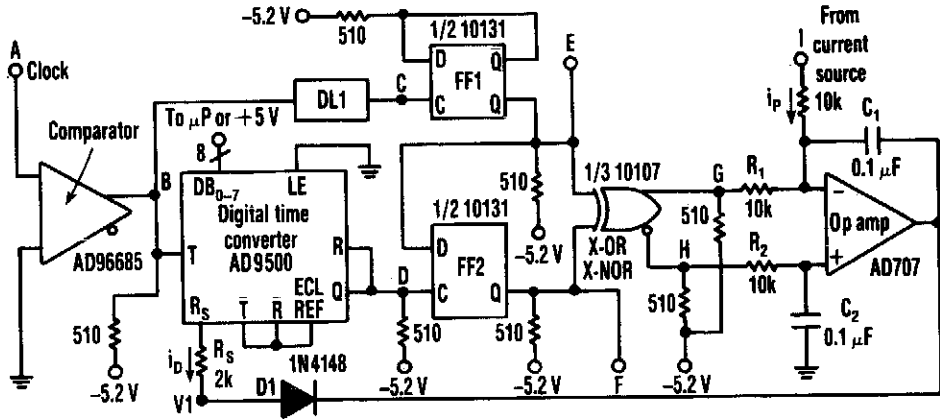 −5.2 V
510
1/2 10131
D
Q̅
FF1
C
Q
E
From
current
source
1
iP
10k
C1
0.1 μF
A
Clock
Comparator
AD96685
B
DL1
C
To μP or +5 V
8
DB0–7
LE
Digital time
converter
AD9500
T
R
Q
ECL
REF
RS
T̅
R̅
510
−5.2 V
iD
RS
2k
V1
D1
1N4148
D
510
−5.2 V
1/2 10131
D
C
FF2
Q
510
−5.2 V
510
−5.2 V
F
1/3 10107
X-OR
X-NOR
G
510
H
510
−5.2 V
R1
10k
R2
10k
−
+
Op amp
AD707
C2
0.1 μF